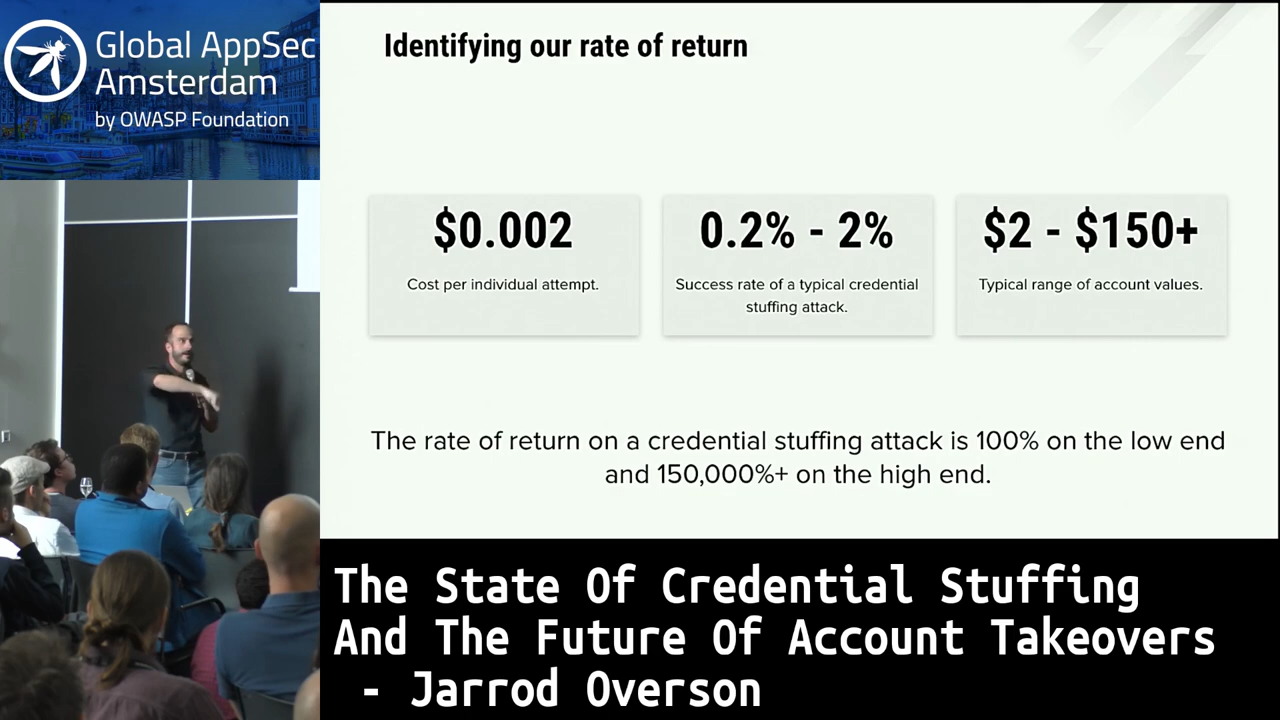 Global AppSec
Amsterdam
by OWASP Foundation
Identifying our rate of return
$0.002
Cost per individual attempt.
0.2% - 2%
Success rate of a typical credential
stuffing attack.
$2 - $150+
Typical range of account values.
The rate of return on a credential stuffing attack is 100% on the low end
and 150,000%+ on the high end.
The State Of Credential Stuffing
And The Future Of Account Takeovers
- Jarrod Overson